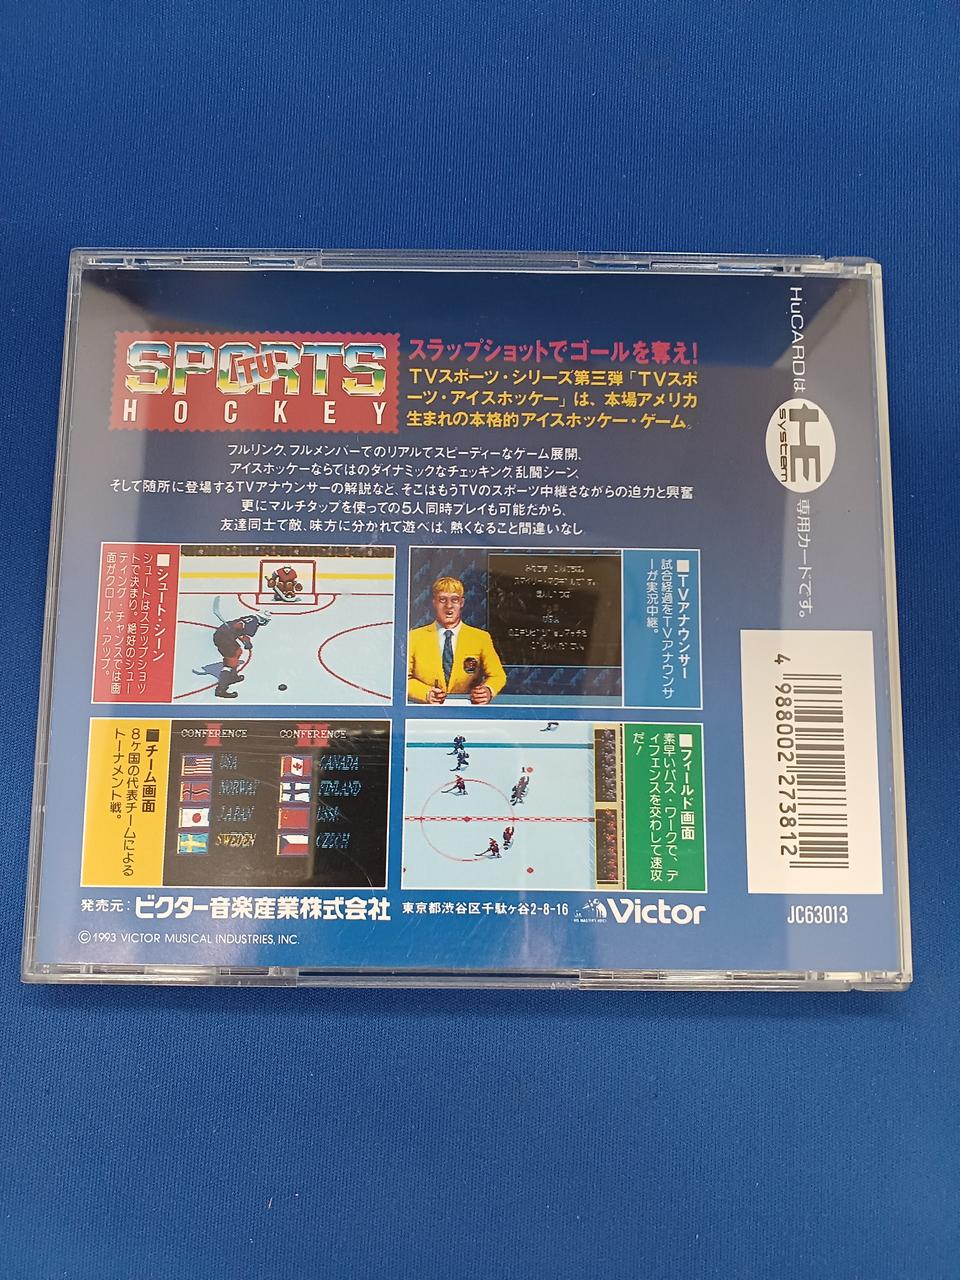 SPORTS
TV
HOCKEY
スラップショットでゴールを奪え!
TVスポーツ・シリーズ第三弾「TVスポ
ーツ・アイスホッケー」は、本場アメリカ
生まれの本格的アイスホッケー・ゲーム。
フルリンク、フルメンバーでのリアルでスピーディーなゲーム展開、
アイスホッケーならではのダイナミックなチェッキング、乱闘シーン、
そして随所に登場するTVアナウンサーの解説など、そこはもうTVのスポーツ中継さながらの迫力と興奮
更にマルチタップを使っての5人同時プレイも可能だから、
友達同士で敵、味方に分かれて遊べば、熱くなること間違いなし
■シュート・シーン
シュートはスラップショッ
トで決まり。絶好のシュー
ティング・チャンスでは画
面がクローズ・アップ。
■TVアナウンサー
試合経過をTVアナウンサ
ーが実況中継。
USA
■チーム画面
8ヶ国の代表チームによる
トーナメント戦。
CONFERENCE I
CONFERENCE II
USA
NORWAY
JAPAN
SWEDEN
CANADA
FINLAND
USSR
CZECH
■フィールド画面
素早いパス・ワークで、デ
ィフェンスを交わして速攻
だ!
発売元:ビクター音楽産業株式会社 東京都渋谷区千駄ヶ谷2-8-16 Victor
©1993 VICTOR MUSICAL INDUSTRIES, INC.
HuCARDは HE system 専用カードです。
4 988002 273812
JC63013